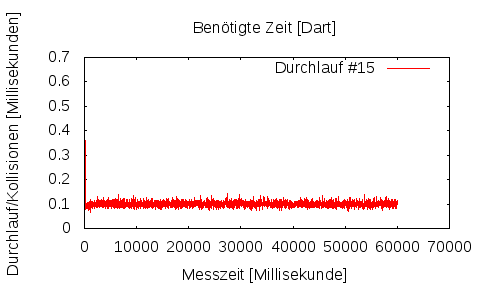 Benötigte Zeit [Dart]
Durchlauf #15
Durchlauf/Kollisionen [Millisekunden]
0.7
0.6
0.5
0.4
0.3
0.2
0.1
0
0 10000 20000 30000 40000 50000 60000 70000
Messzeit [Millisekunde]